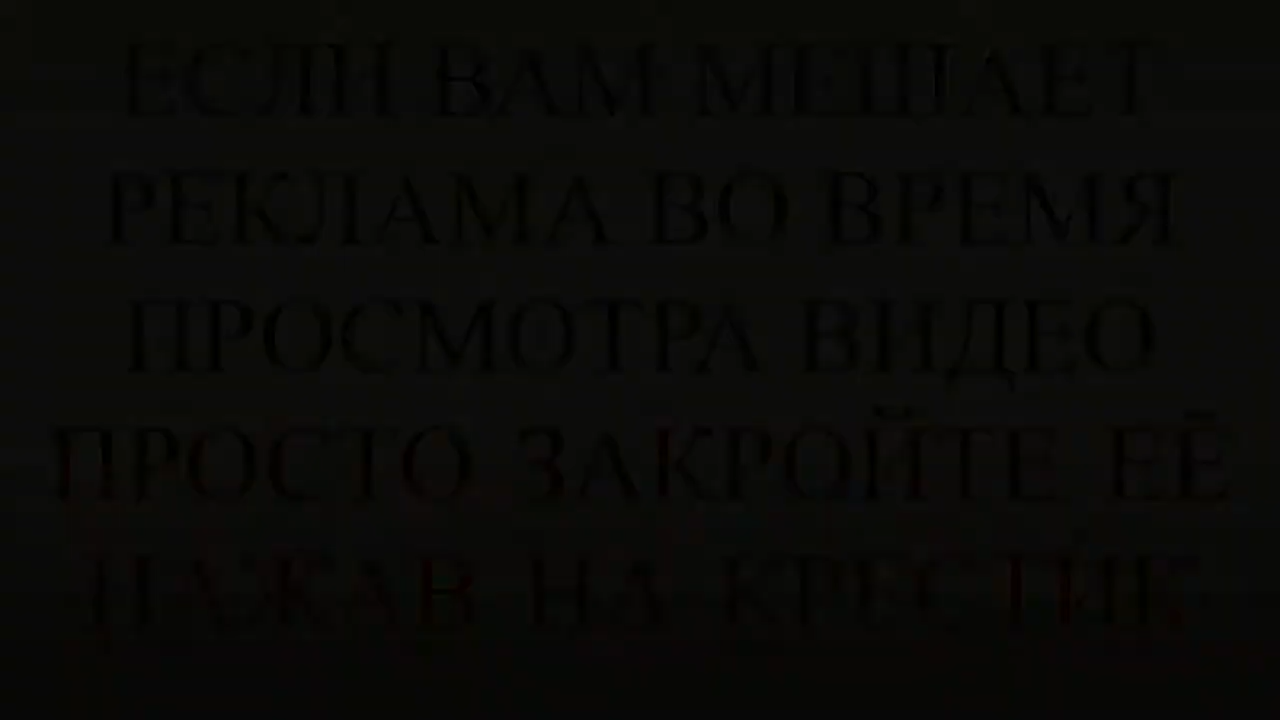 ЕСЛИ ВАМ МЕШАЕТ
РЕКЛАМА ВО ВРЕМЯ
ПРОСМОТРА ВИДЕО
ПРОСТО ЗАКРОЙТЕ ЕЁ
НАЖАВ НА КРЕСТИК